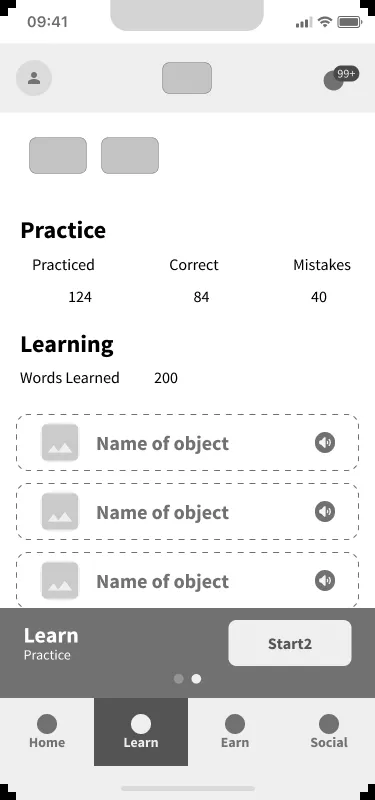 09:41
99+
Practice
Practiced Correct Mistakes
124 84 40
Learning
Words Learned 200
Name of object
Name of object
Name of object
Learn
Practice
Start2
Home Learn Earn Social